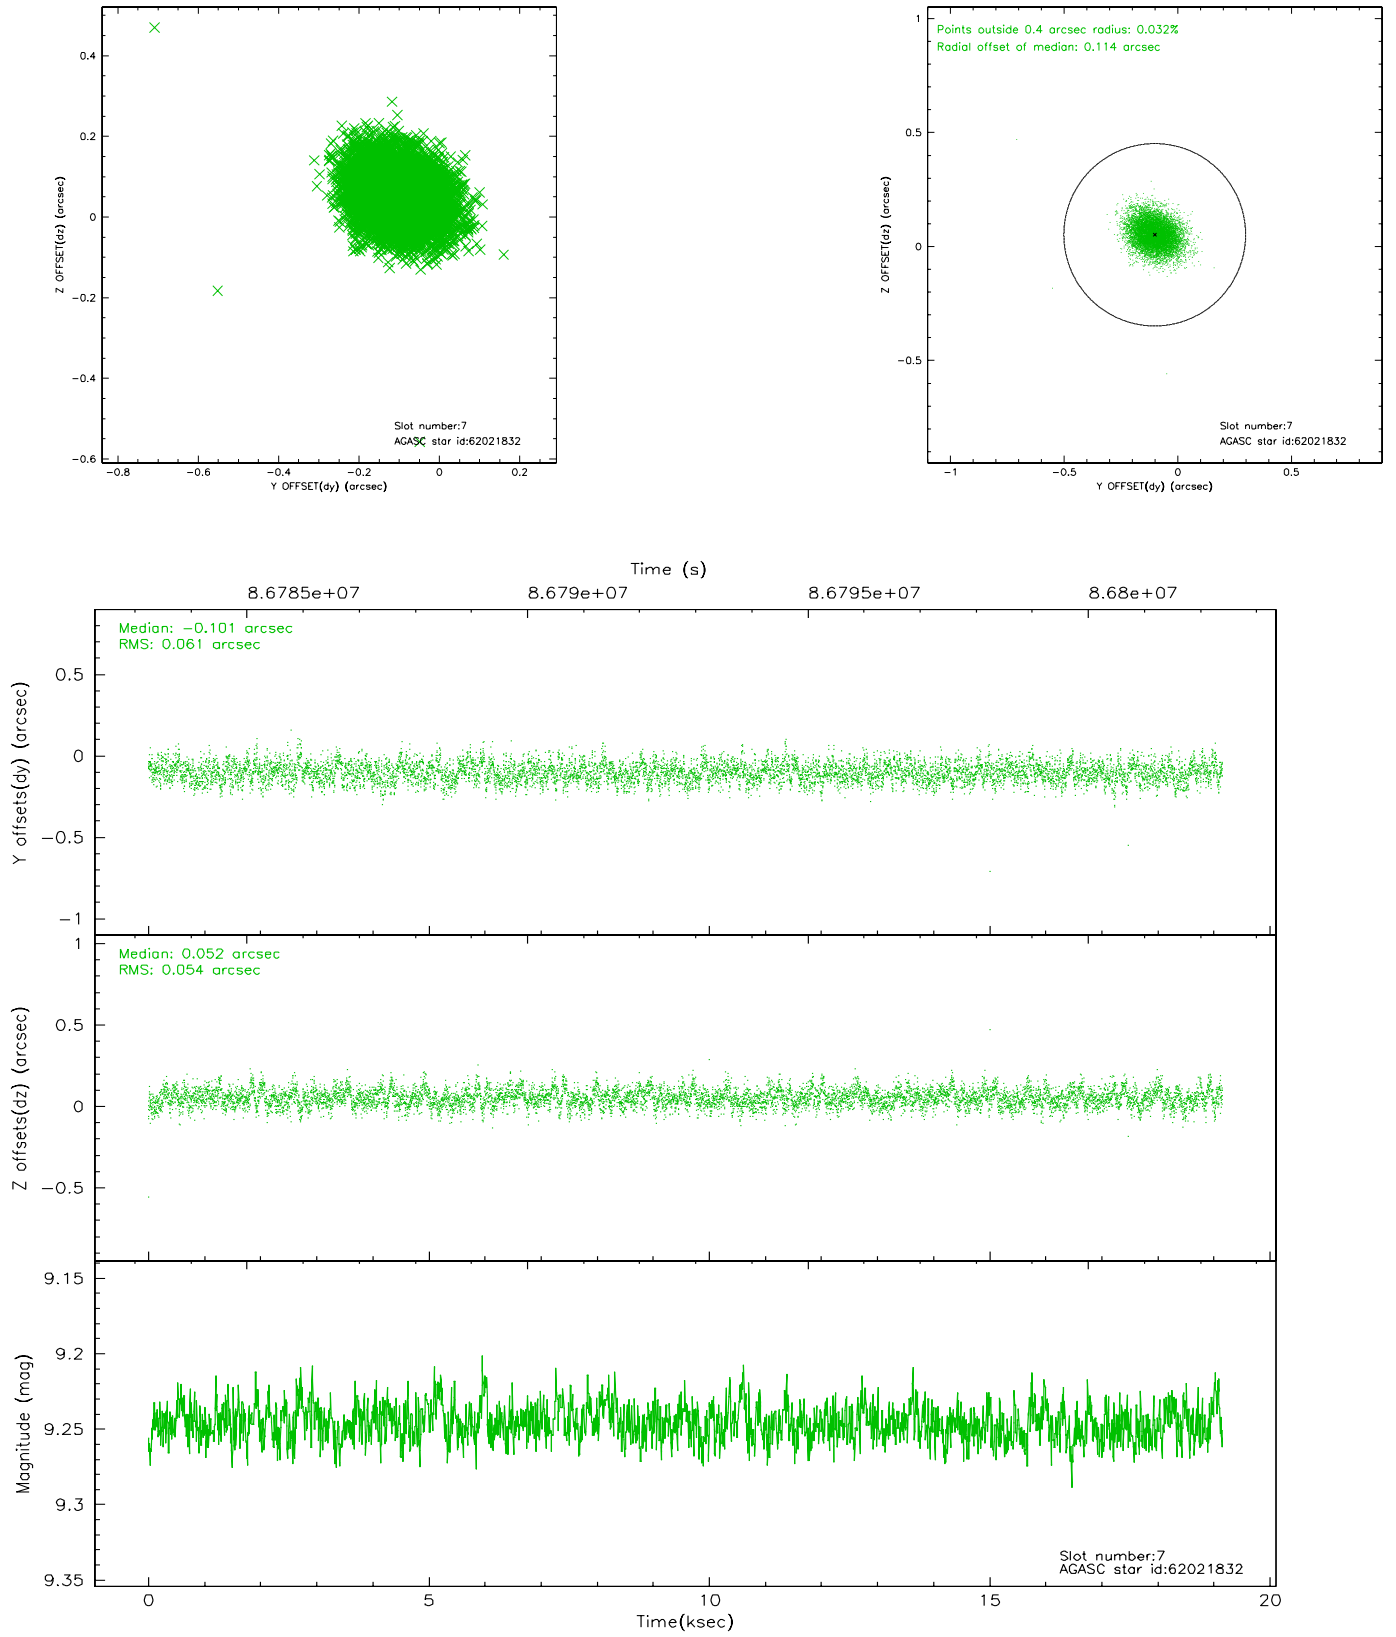 0.4
0.2
0
-0.2
-0.4
-0.6
-0.8
-0.6
-0.4
-0.2
0
0.2
Z OFFSET(dz) (arcsec)
Y OFFSET(dy) (arcsec)
Slot number:7
AGASC star id:62021832
Points outside 0.4 arcsec radius: 0.032%
Radial offset of median: 0.114 arcsec
1
0.5
0
-0.5
-1
-0.5
0
0.5
Z OFFSET(dz) (arcsec)
Y OFFSET(dy) (arcsec)
Slot number:7
AGASC star id:62021832
Time (s)
8.6785e+07
8.679e+07
8.6795e+07
8.68e+07
Median: -0.101 arcsec
RMS: 0.061 arcsec
0.5
0
-0.5
-1
Y offsets(dy) (arcsec)
Median: 0.052 arcsec
RMS: 0.054 arcsec
1
0.5
0
-0.5
Z offsets(dz) (arcsec)
9.15
9.2
9.25
9.3
9.35
Magnitude (mag)
Slot number:7
AGASC star id:62021832
0
5
10
15
20
Time(ksec)